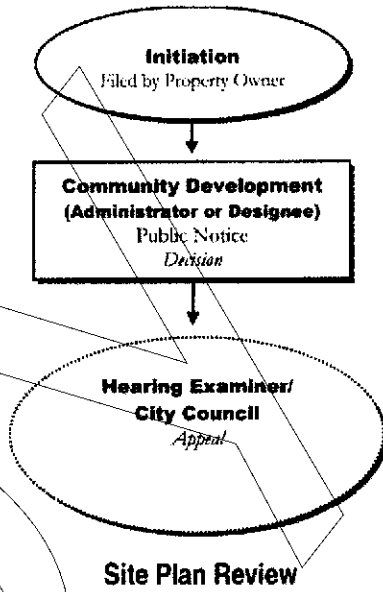 Initiation
Filed by Property Owner
Community Development
(Administrator or Designee)
Public Notice
Decision
Hearing Examiner/
City Council
Appeal
Site Plan Review